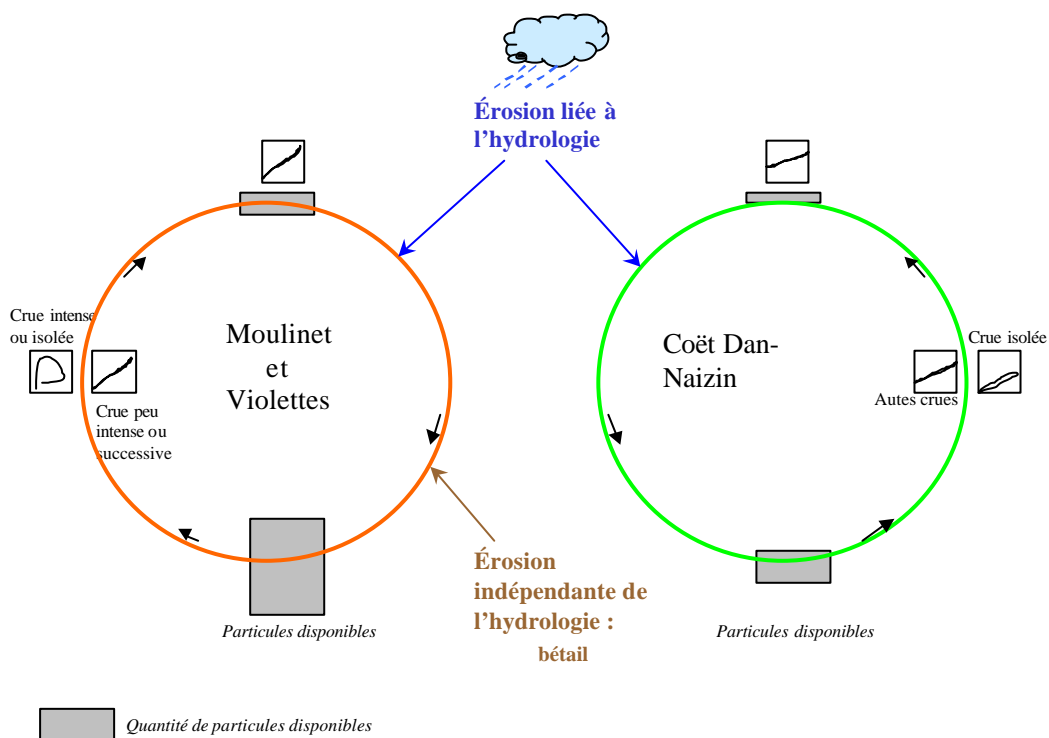 Érosion liée à
l'hydrologie
Crue intense
ou isolée
Moulinet
et
Violettes
Crue peu
intense ou
successive
Coët Dan-
Naizin
Crue isolée
Autes crues
Érosion
indépendante de
l'hydrologie :
bétail
Particules disponibles
Particules disponibles
Quantité de particules disponibles